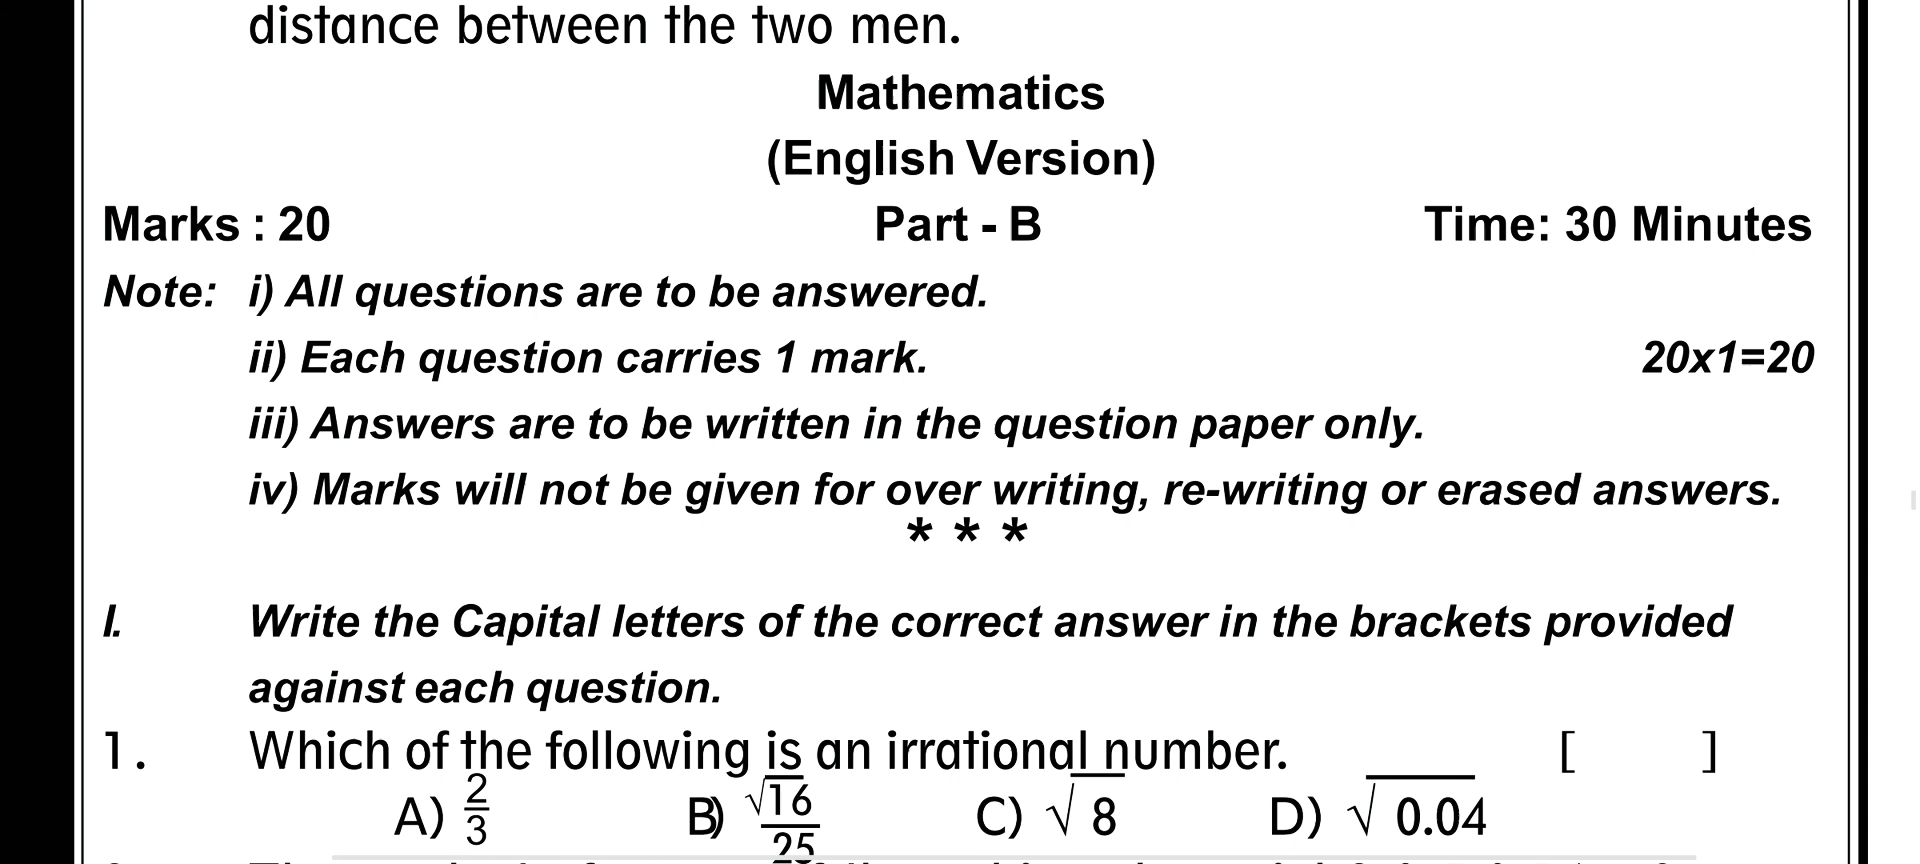 distance between the two men.
Mathematics
(English Version)
Marks : 20 Part - B Time: 30 Minutes
Note: i) All questions are to be answered.
ii) Each question carries 1 mark. 20x1=20
iii) Answers are to be written in the question paper only.
iv) Marks will not be given for over writing, re-writing or erased answers.
* * *
I. Write the Capital letters of the correct answer in the brackets provided
against each question.
1. Which of the following is an irrational number. [ ]
A) 2/3 B) √16/25 C) √8 D) √0.04